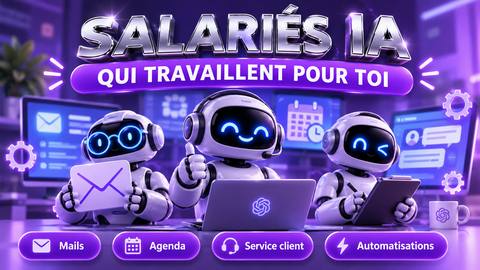 SALARIÉS IA
QUI TRAVAILLENT POUR TOI
Mails
Agenda
Service client
Automatisations